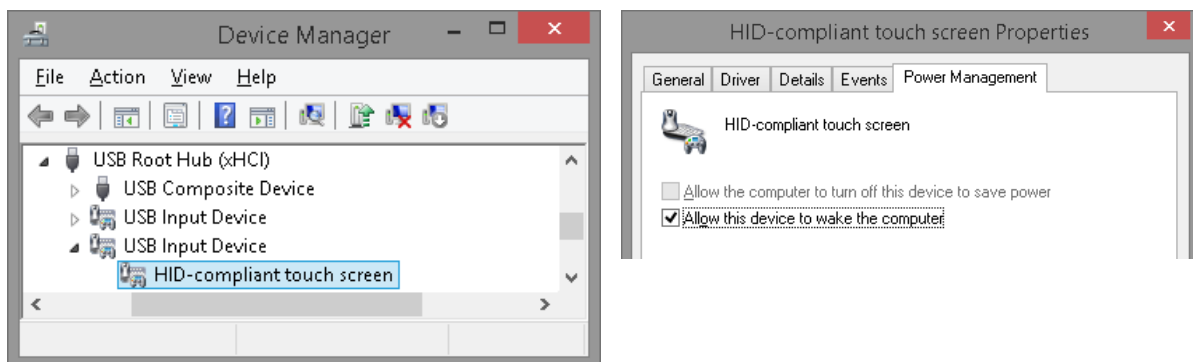 Device Manager
File Action View Help
USB Root Hub (xHCI)
USB Composite Device
USB Input Device
USB Input Device
HID-compliant touch screen
HID-compliant touch screen Properties
General Driver Details Events Power Management
HID-compliant touch screen
Allow the computer to turn off this device to save power
Allow this device to wake the computer